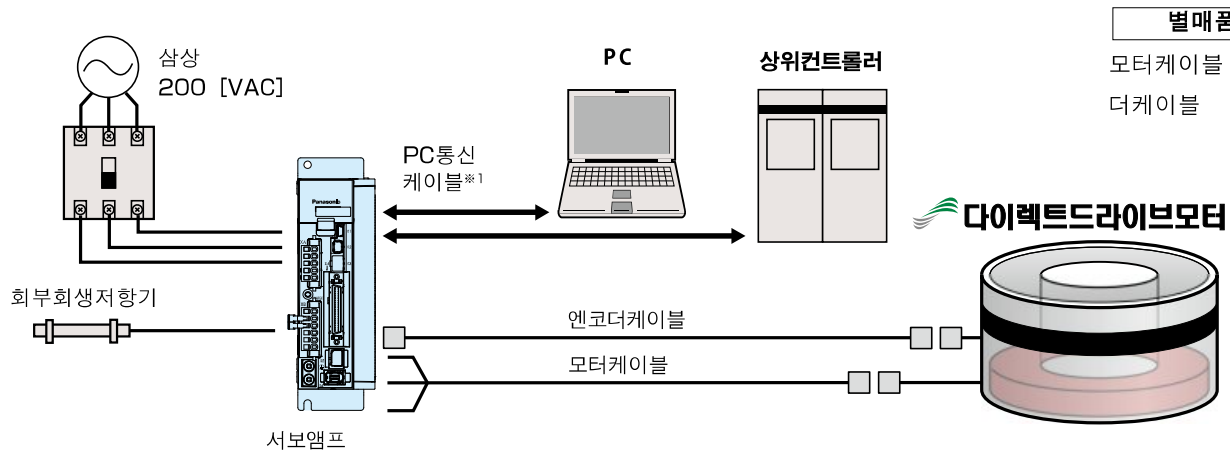 삼상
200 [VAC]
PC
상위컨트롤러
별매품
모터케이블
더케이블
PC통신
케이블※1
Panasonic
다이렉트드라이브모터
회부회생저항기
엔코더케이블
모터케이블
서보앰프